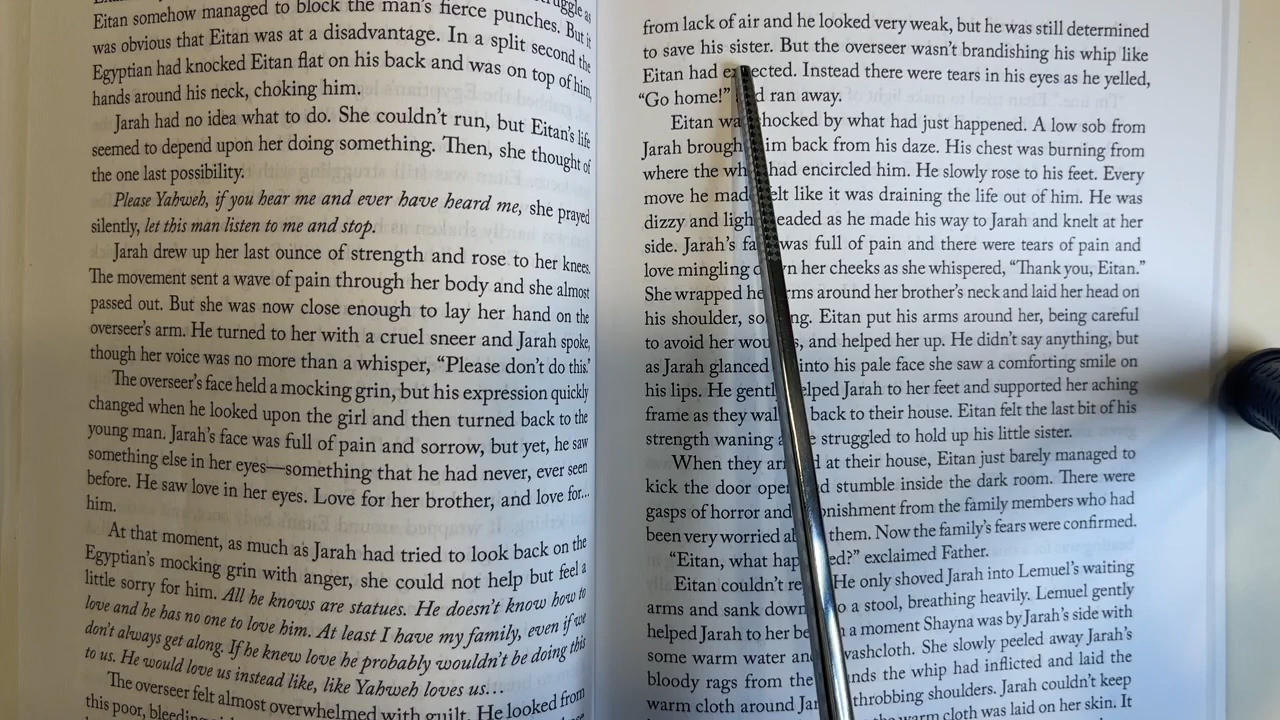 Eitan somehow managed to block the man's fierce punches. But it
was obvious that Eitan was at a disadvantage. In a split second the
Egyptian had knocked Eitan flat on his back and was on top of him,
hands around his neck, choking him.
Jarah had no idea what to do. She couldn't run, but Eitan's life
seemed to depend upon her doing something. Then, she thought of
the one last possibility.
Please Yahweh, if you hear me and ever have heard me, she prayed
silently, let this man listen to me and stop.
Jarah drew up her last ounce of strength and rose to her knees.
The movement sent a wave of pain through her body and she almost
passed out. But she was now close enough to lay her hand on the
overseer's arm. He turned to her with a cruel sneer and Jarah spoke,
though her voice was no more than a whisper, “Please don't do this.”
The overseer's face held a mocking grin, but his expression quickly
changed when he looked upon the girl and then turned back to the
young man. Jarah's face was full of pain and sorrow, but yet, he saw
something else in her eyes—something that he had never, ever seen
before. He saw love in her eyes. Love for her brother, and love for...
him.
At that moment, as much as Jarah had tried to look back on the
Egyptian's mocking grin with anger, she could not help but feel a
little sorry for him. All he knows are statues. He doesn't know how to
love and he has no one to love him. At least I have my family, even if we
don't always get along. If he knew love he probably wouldn't be doing this
to us. He would love us instead like, like Yahweh loves us…
The overseer felt almost overwhelmed with guilt. He looked from
this poor,
from lack of air and he looked very weak, but he was still determined
to save his sister. But the overseer wasn't brandishing his whip like
Eitan had expected. Instead there were tears in his eyes as he yelled,
“Go home!” and ran away.
Eitan was shocked by what had just happened. A low sob from
Jarah brought him back from his daze. His chest was burning from
where the whip had encircled him. He slowly rose to his feet. Every
move he made felt like it was draining the life out of him. He was
dizzy and lightheaded as he made his way to Jarah and knelt at her
side. Jarah's face was full of pain and there were tears of pain and
love mingling down her cheeks as she whispered, “Thank you, Eitan.”
She wrapped her arms around her brother's neck and laid her head on
his shoulder, sobbing. Eitan put his arms around her, being careful
to avoid her wounds, and helped her up. He didn't say anything, but
as Jarah glanced into his pale face she saw a comforting smile on
his lips. He gently helped Jarah to her feet and supported her aching
frame as they walked back to their house. Eitan felt the last bit of his
strength waning as he struggled to hold up his little sister.
When they arrived at their house, Eitan just barely managed to
kick the door open and stumble inside the dark room. There were
gasps of horror and astonishment from the family members who had
been very worried about them. Now the family's fears were confirmed.
“Eitan, what happened?” exclaimed Father.
Eitan couldn't reply. He only shoved Jarah into Lemuel's waiting
arms and sank down onto a stool, breathing heavily. Lemuel gently
helped Jarah to her bed. In a moment Shayna was by Jarah's side with
some warm water and a washcloth. She slowly peeled away Jarah's
bloody rags from the wounds the whip had inflicted and laid the
warm cloth around Jarah's throbbing shoulders. Jarah couldn't keep
warm cloth was laid on her skin. It